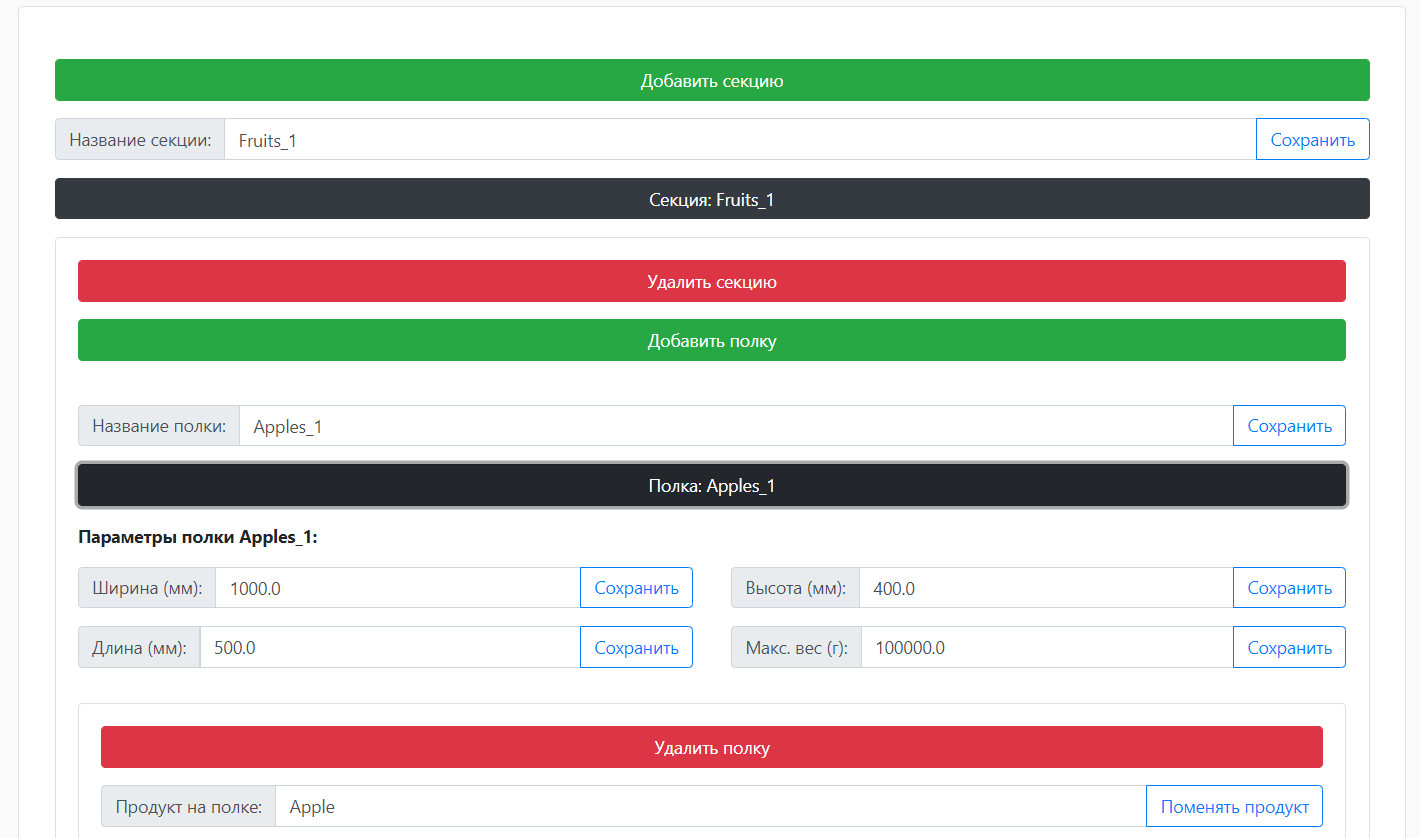 Добавить секцию
Название секции: Fruits_1 Сохранить
Секция: Fruits_1
Удалить секцию
Добавить полку
Название полки: Apples_1 Сохранить
Полка: Apples_1
Параметры полки Apples_1:
Ширина (мм): 1000.0 Сохранить Высота (мм): 400.0 Сохранить
Длина (мм): 500.0 Сохранить Макс. вес (г): 100000.0 Сохранить
Удалить полку
Продукт на полке: Apple Поменять продукт